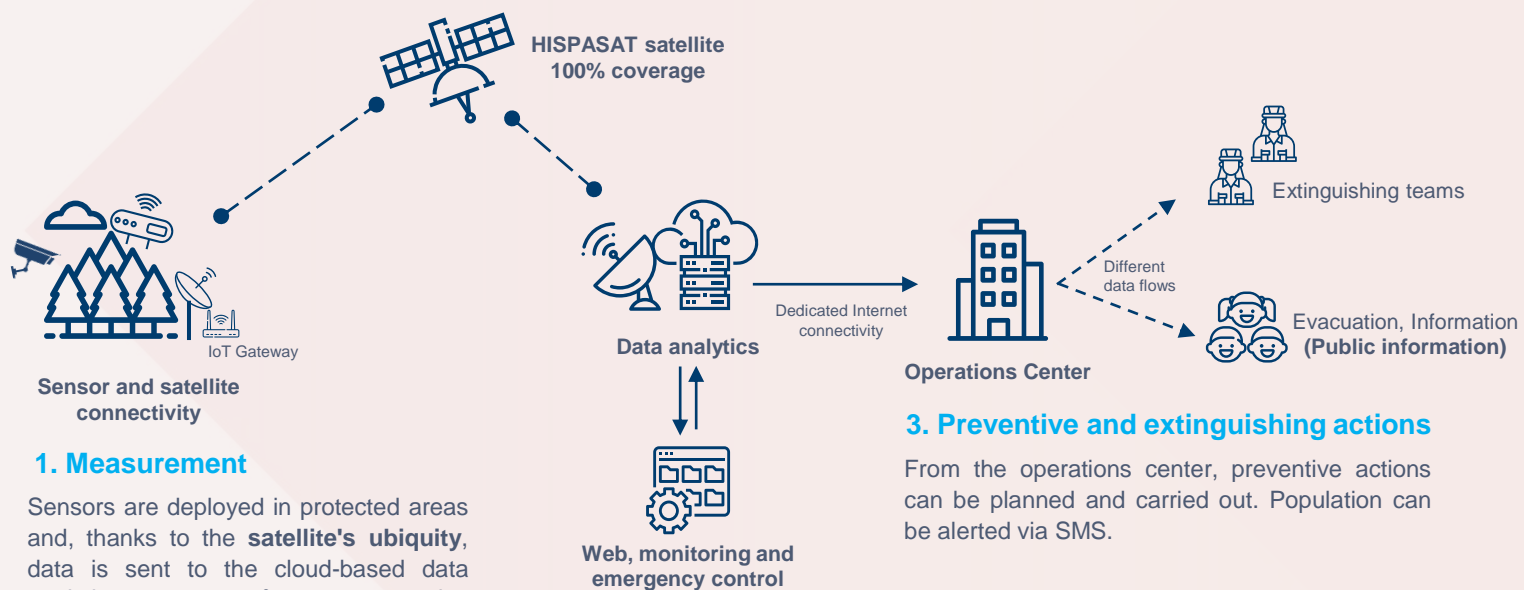 HISPASAT satellite
100% coverage
Extinguishing teams
Different
data flows
Evacuation, Information
(Public information)
IoT Gateway
Sensor and satellite
connectivity
Data analytics
Dedicated Internet
connectivity
Operations Center
1. Measurement
Sensors are deployed in protected areas
and, thanks to the satellite's ubiquity,
data is sent to the cloud-based data
Web, monitoring and
emergency control
3. Preventive and extinguishing actions
From the operations center, preventive actions
can be planned and carried out. Population can
be alerted via SMS.